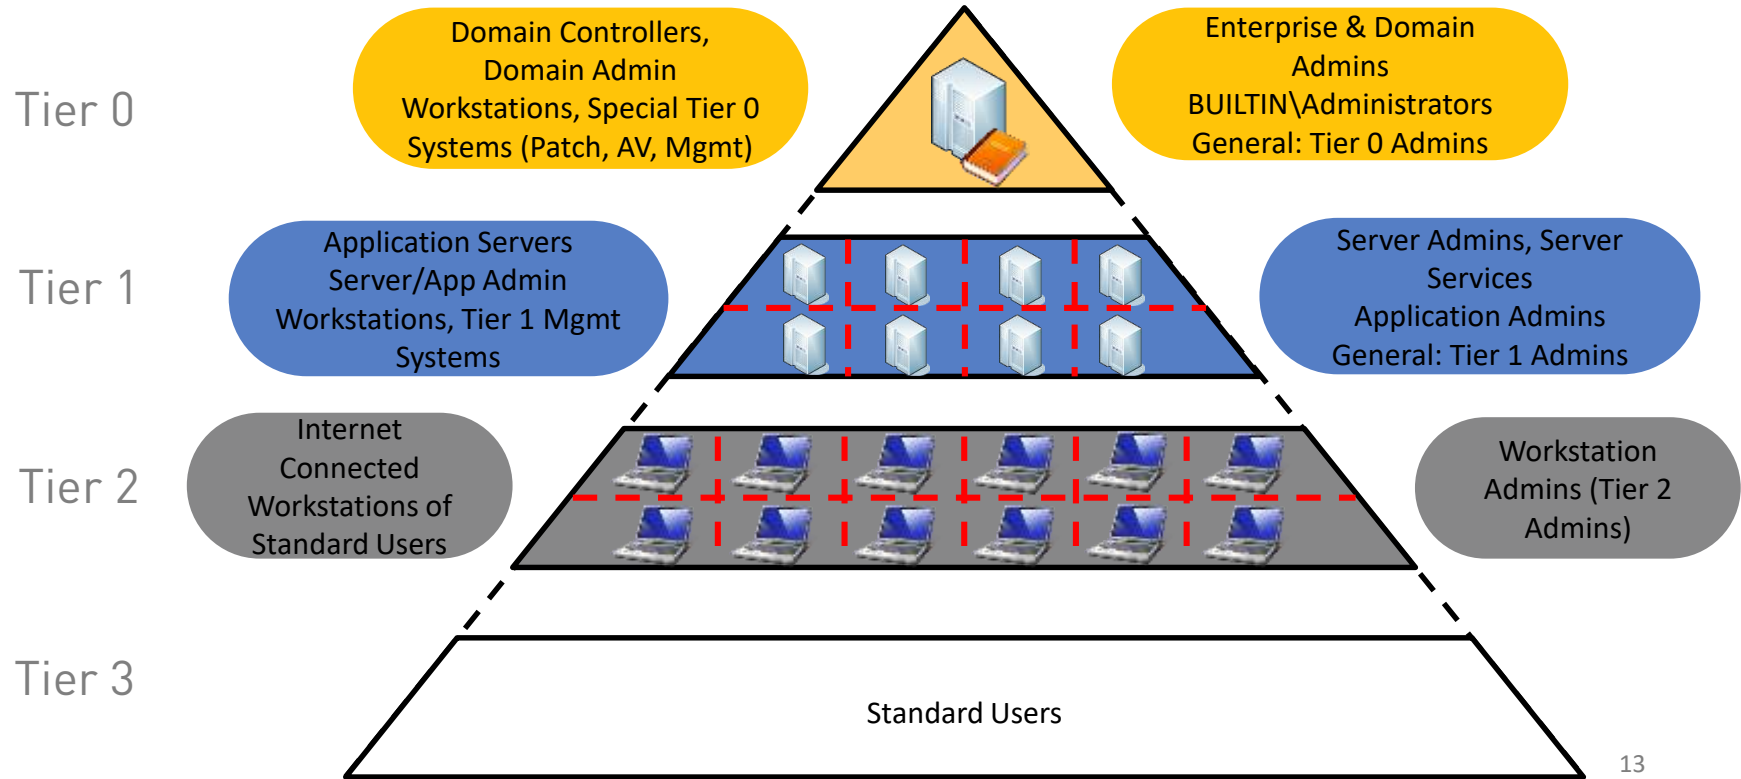 Tier 0
Domain Controllers,
Domain Admin
Workstations, Special Tier 0
Systems (Patch, AV, Mgmt)
Enterprise & Domain
Admins
BUILTIN\Administrators
General: Tier 0 Admins
Tier 1
Application Servers
Server/App Admin
Workstations, Tier 1 Mgmt
Systems
Server Admins, Server
Services
Application Admins
General: Tier 1 Admins
Tier 2
Internet
Connected
Workstations of
Standard Users
Workstation
Admins (Tier 2
Admins)
Tier 3
Standard Users
13